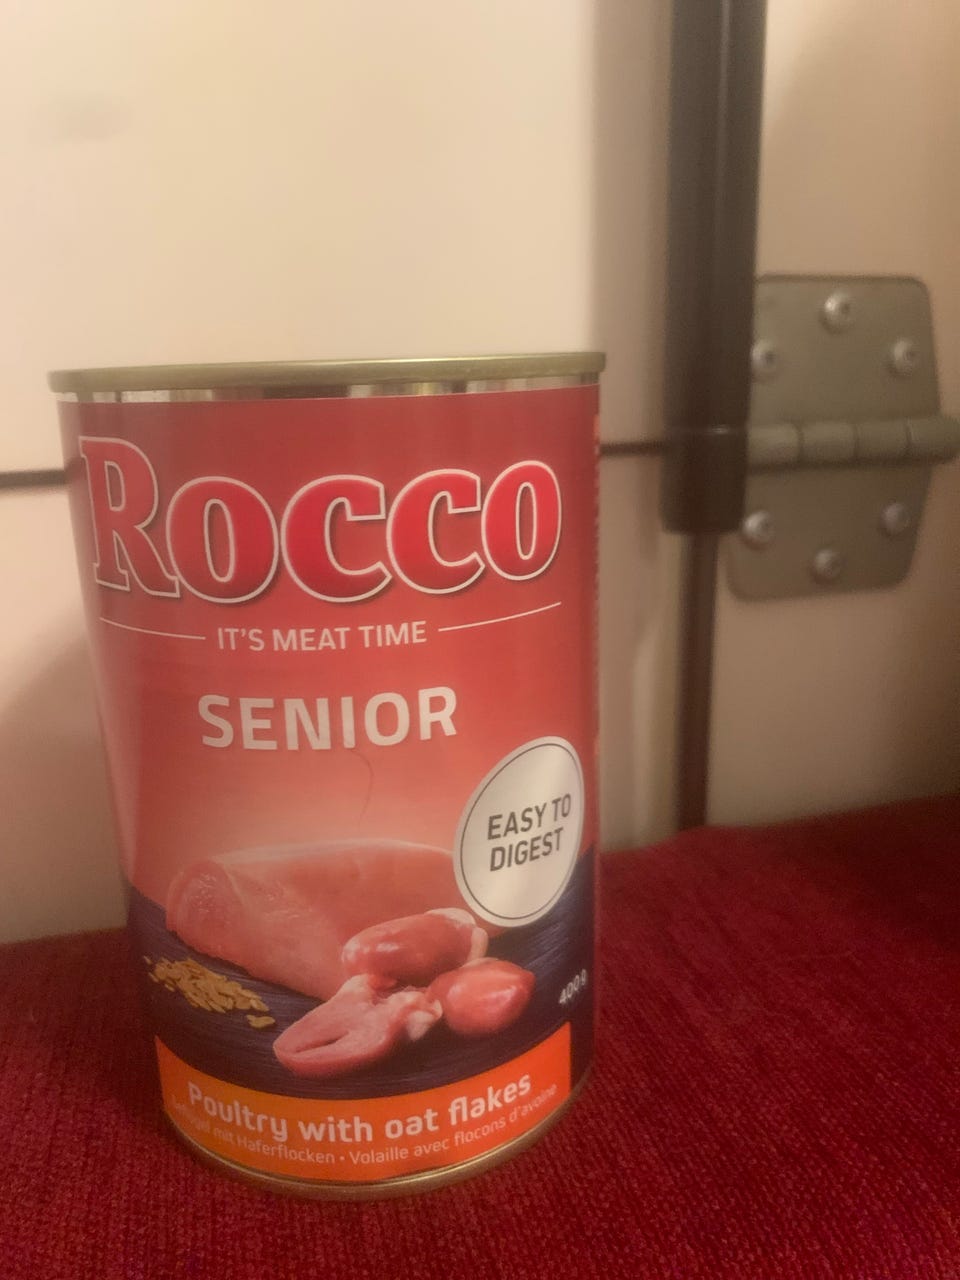 Rocco
IT'S MEAT TIME
SENIOR
EASY TO
DIGEST
400 g
Poultry with oat flakes
Geflügel mit Haferflocken • Volaille avec flocons d'avoine